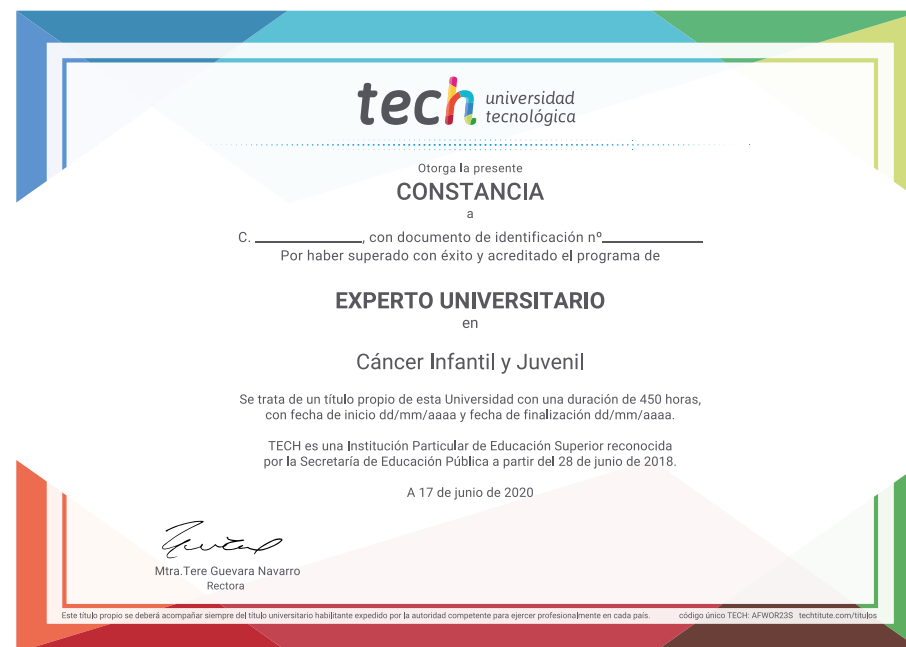 tech universidad
tecnológica
Otorga la presente
CONSTANCIA
a
C. ____________, con documento de identificación nº____________
Por haber superado con éxito y acreditado el programa de
EXPERTO UNIVERSITARIO
en
Cáncer Infantil y Juvenil
Se trata de un título propio de esta Universidad con una duración de 450 horas,
con fecha de inicio dd/mm/aaaa y fecha de finalización dd/mm/aaaa.
TECH es una Institución Particular de Educación Superior reconocida
por la Secretaría de Educación Pública a partir del 28 de junio de 2018.
A 17 de junio de 2020
Mtra.Tere Guevara Navarro
Rectora
Este título propio se deberá acompañar siempre del título universitario habilitante expedido por la autoridad competente para ejercer profesionalmente en cada país. código único TECH: AFWOR23S techtitute.com/titulos